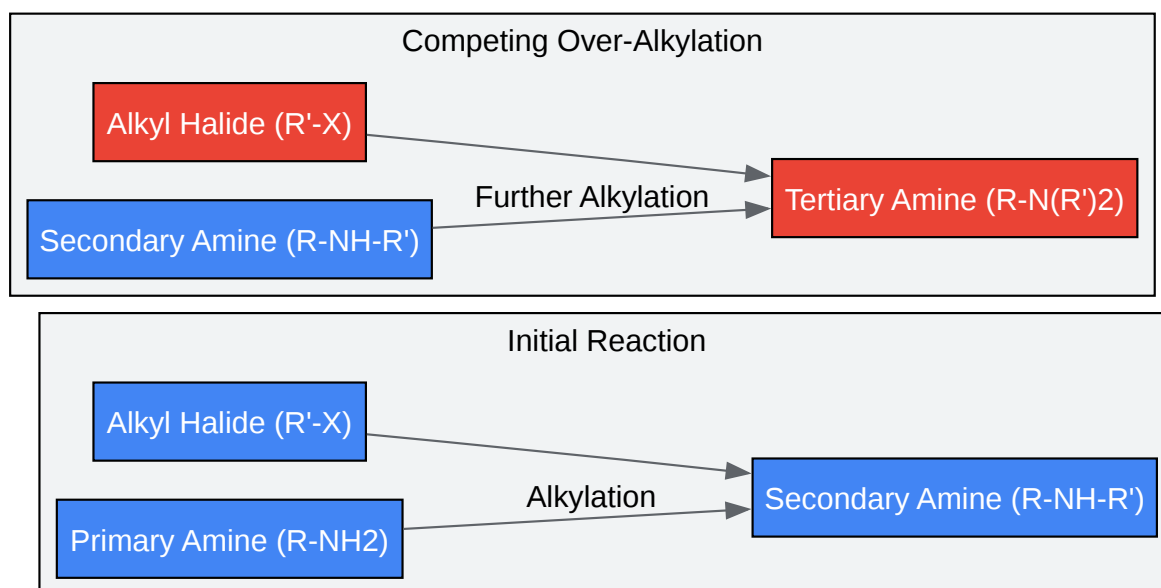 Competing Over-Alkylation
Alkyl Halide (R'-X)
Further Alkylation
Tertiary Amine (R-N(R')2)
Secondary Amine (R-NH-R')
Initial Reaction
Alkyl Halide (R'-X)
Alkylation
Secondary Amine (R-NH-R')
Primary Amine (R-NH2)